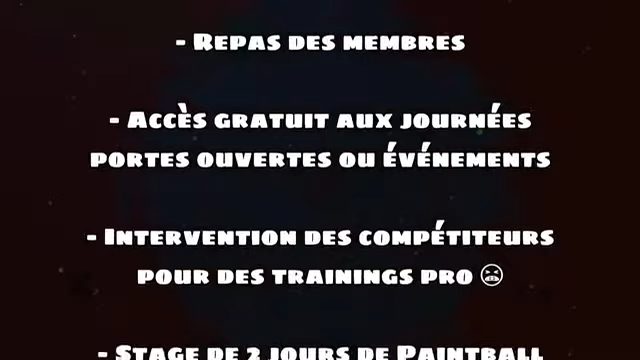 - Repas des membres
- Accès gratuit aux journées
portes ouvertes ou événements
- Intervention des compétiteurs
pour des trainings pro 😫
- Stage de 2 jours de Paintball